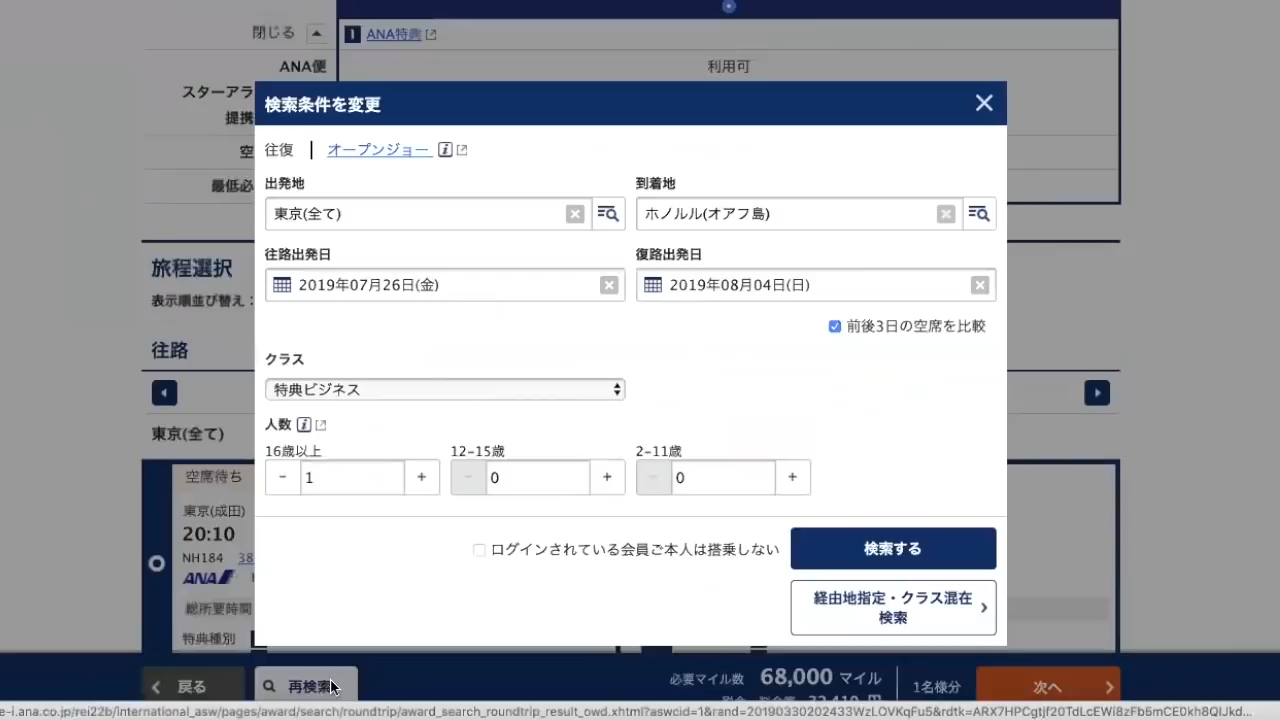 閉じる
1 ANA特典
ANA便 利用可
スターアラ
提携
空
最低必
検索条件を変更
往復 オープンジョー
出発地 到着地
東京(全て) ホノルル(オアフ島)
往路出発日 復路出発日
2019年07月26日(金) 2019年08月04日(日)
前後3日の空席を比較
クラス
特典ビジネス
人数
16歳以上 12–15歳 2–11歳
- 1 + - 0 + - 0 +
ログインされている会員ご本人は搭乗しない 検索する
経由地指定・クラス混在
検索
旅程選択
表示順並び替え：
往路
東京(全て)
空席待ち
東京(成田)
20:10
NH184 38
ANA
総所要時間
特典種別
戻る 再検索 必要マイル数 68,000 マイル 1名様分 次へ
e-i.ana.co.jp/rei22b/international_asw/pages/award/search/roundtrip/award_search_roundtrip_result_owd.xhtml?aswcid=1&rand=20190330202433WzLOVKqFu5&rdtk=ARX7HPCgtjf20TdLcEWi8zFb5mCE0kh8QIJkd...